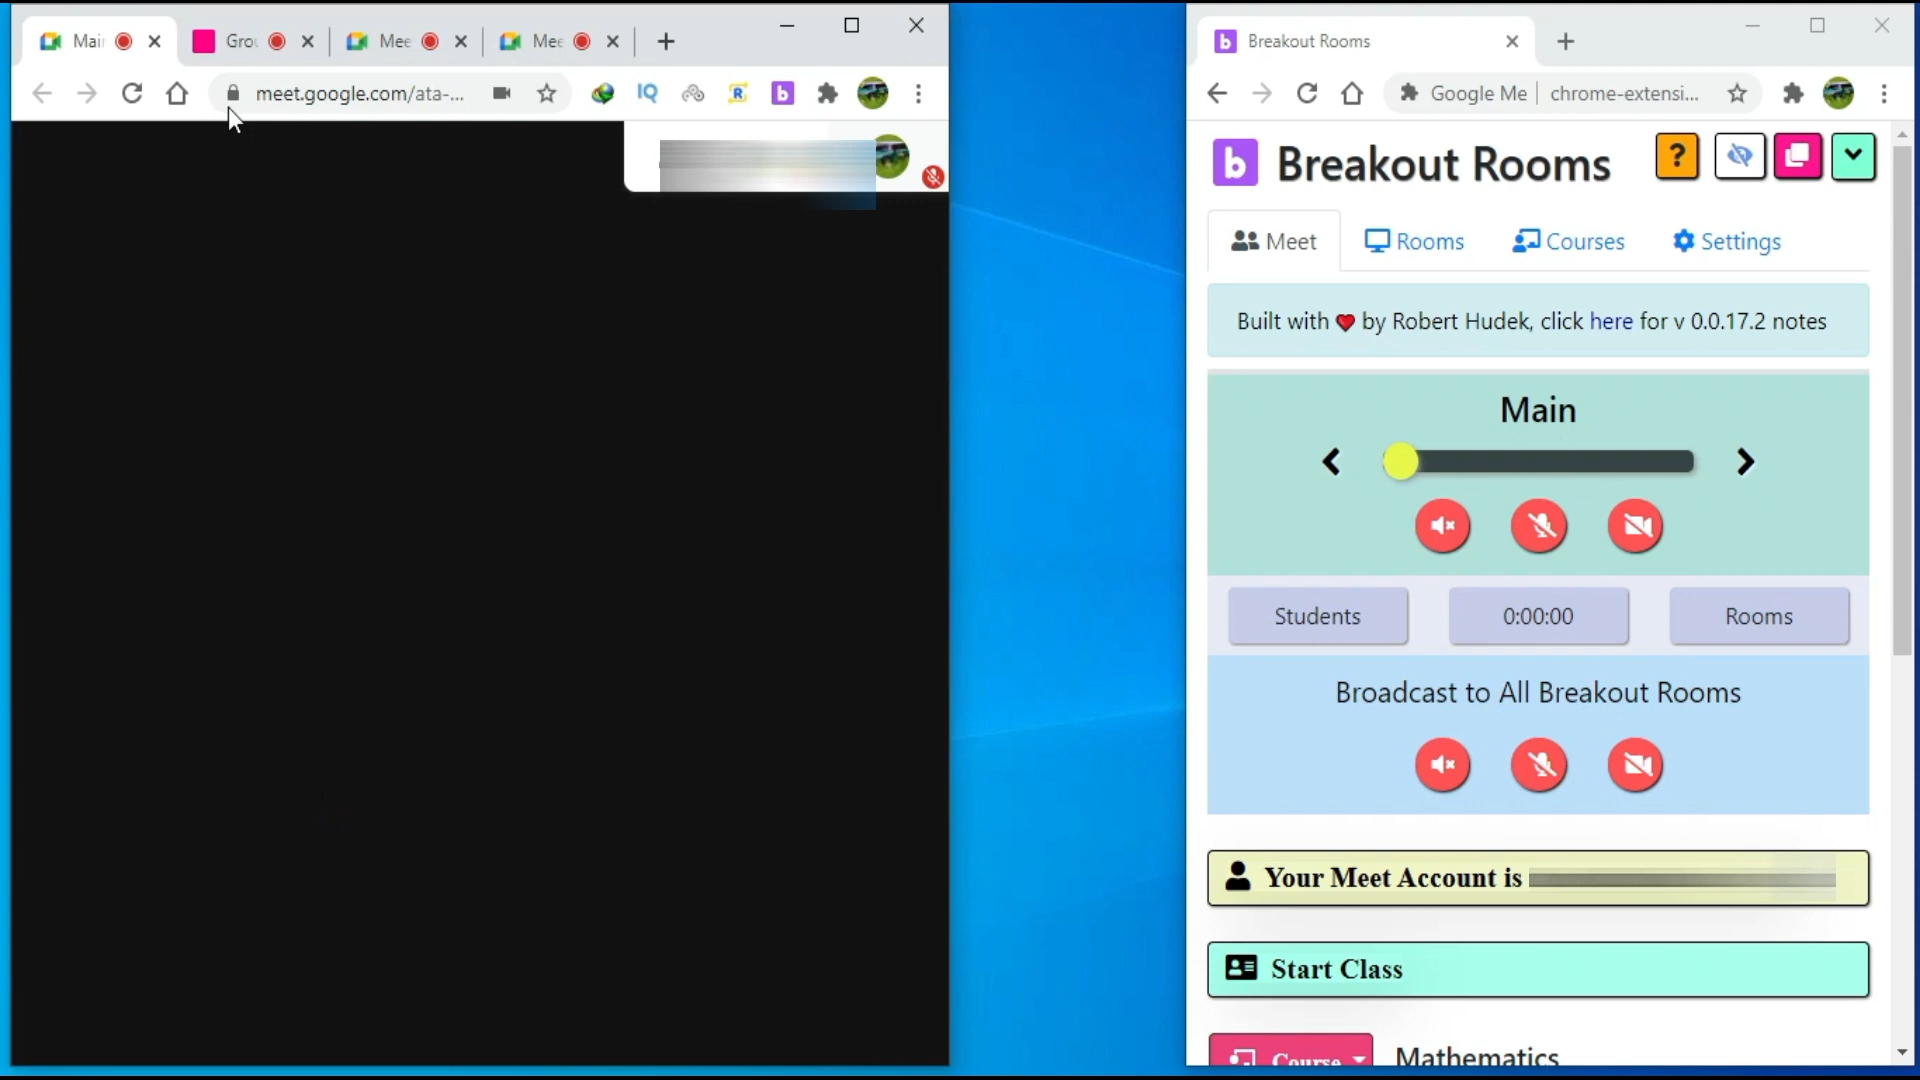 Mai
Gro
Mee
Mee
meet.google.com/ata-...
IQ
R
b
b
Breakout Rooms
Google Me
chrome-extensi...
b
Breakout Rooms
?
Meet
Rooms
Courses
Settings
Built with ❤ by Robert Hudek, click here for v 0.0.17.2 notes
Main
Students
0:00:00
Rooms
Broadcast to All Breakout Rooms
Your Meet Account is
Start Class
Course
Mathematics